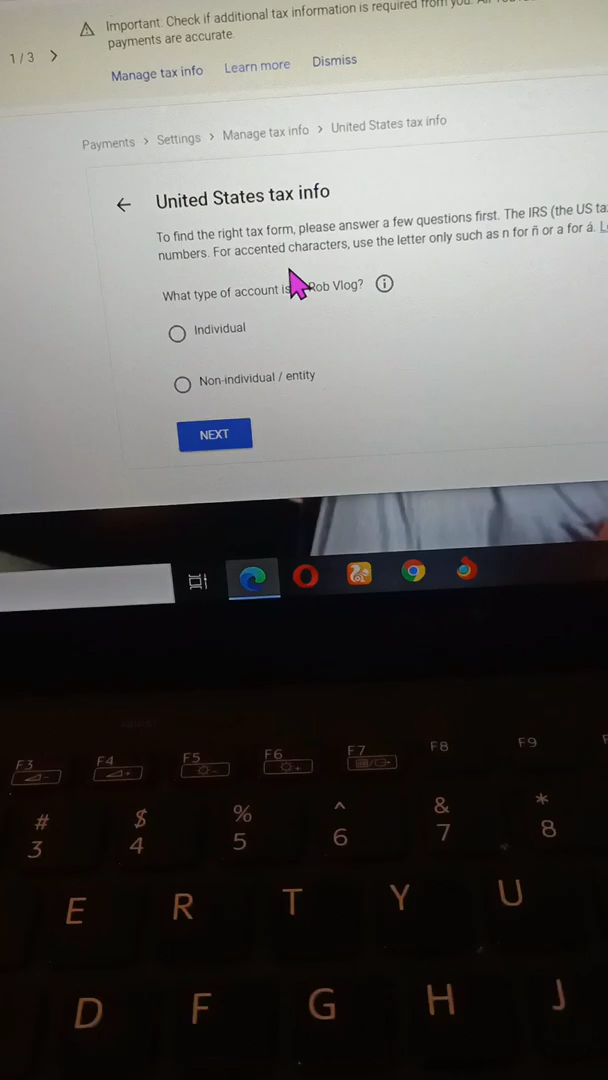 Important: Check if additional tax information is required from you. All
payments are accurate.
1 / 3 >
Manage tax info Learn more Dismiss
Payments > Settings > Manage tax info > United States tax info
← United States tax info
To find the right tax form, please answer a few questions first. The IRS (the US
numbers. For accented characters, use the letter only such as n for ñ or a for á.
What type of account is Rob Vlog?
Individual
Non-individual / entity
NEXT
F3 F4 F5 F6 F7 F8 F9
# $ % ^ & *
3 4 5 6 7 8
E R T Y U
D F G H J